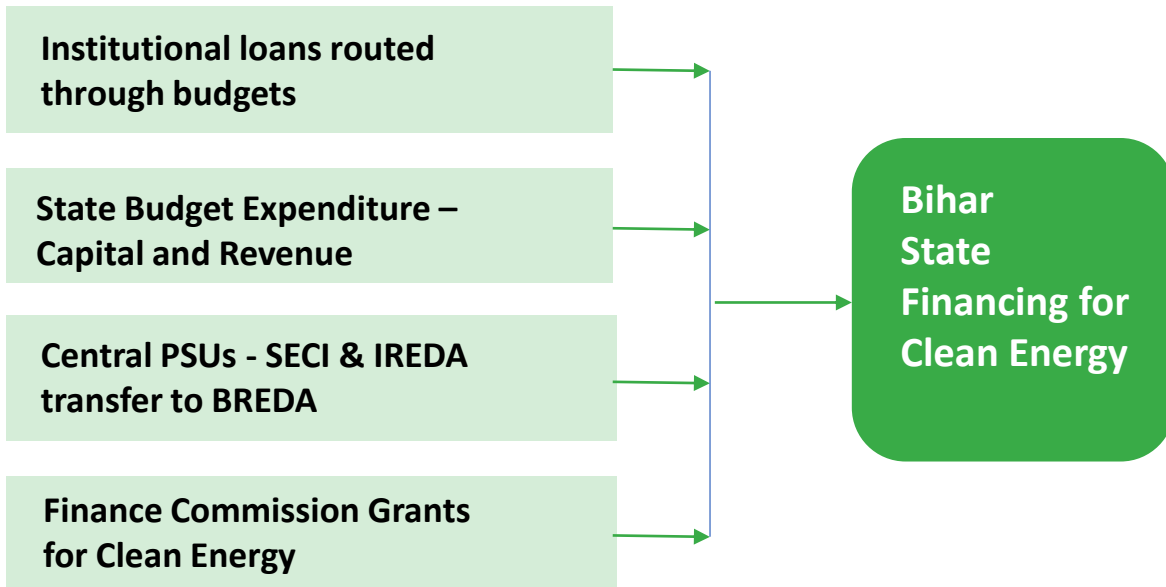 Institutional loans routed
through budgets
State Budget Expenditure –
Capital and Revenue
Central PSUs - SECI & IREDA
transfer to BREDA
Finance Commission Grants
for Clean Energy
Bihar
State
Financing for
Clean Energy